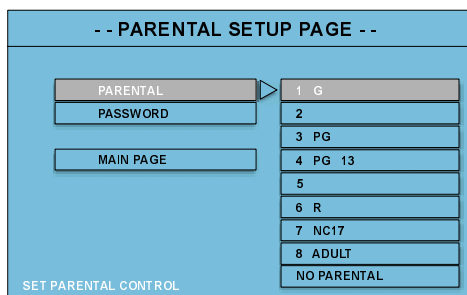 - - PARENTAL SETUP PAGE - -
PARENTAL
PASSWORD
MAIN PAGE
1 G
2
3 PG
4 PG 13
5
6 R
7 NC17
8 ADULT
NO PARENTAL
SET PARENTAL CONTROL